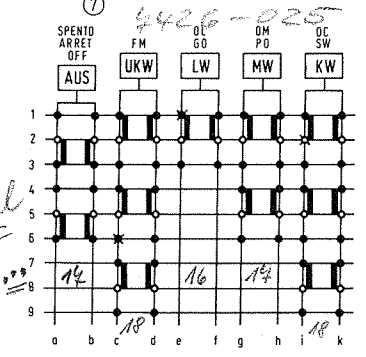 1
4426-025
SPENTO
ARRET
OFF
FM
OL
GO
OM
PO
OC
SW
AUS
UKW
LW
MW
KW
1
2
3
4
5
6
7
8
9
14
18
16
14
18
a b c d e f g h i k